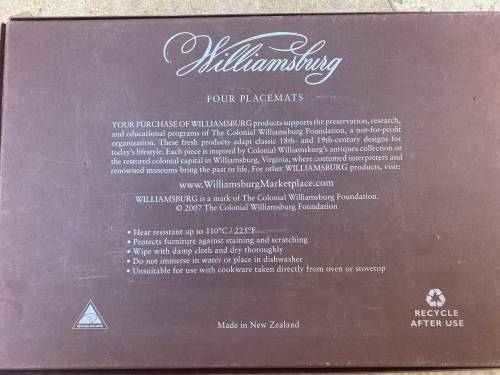 Williamsburg
FOUR PLACEMATS
YOUR PURCHASE OF WILLIAMSBURG products supports the preservation, research,
and educational programs of The Colonial Williamsburg Foundation, a not-for-profit
organization. These fresh products adapt classic 18th- and 19th-century designs for
today's lifestyle. Each piece is inspired by Colonial Williamsburg's antiques collection or
the restored colonial capital in Williamsburg, Virginia, where costumed interpreters and
renowned museums bring the past to life. For other WILLIAMSBURG products, visit:
www.WilliamsburgMarketplace.com
WILLIAMSBURG is a mark of The Colonial Williamsburg Foundation.
© 2007 The Colonial Williamsburg Foundation
• Heat resistant up to 110°C / 225°F
• Protects furniture against staining and scratching
• Wipe with damp cloth and dry thoroughly
• Do not immerse in water or place in dishwasher
• Unsuitable for use with cookware taken directly from oven or stovetop
Made in New Zealand
RECYCLE
AFTER USE